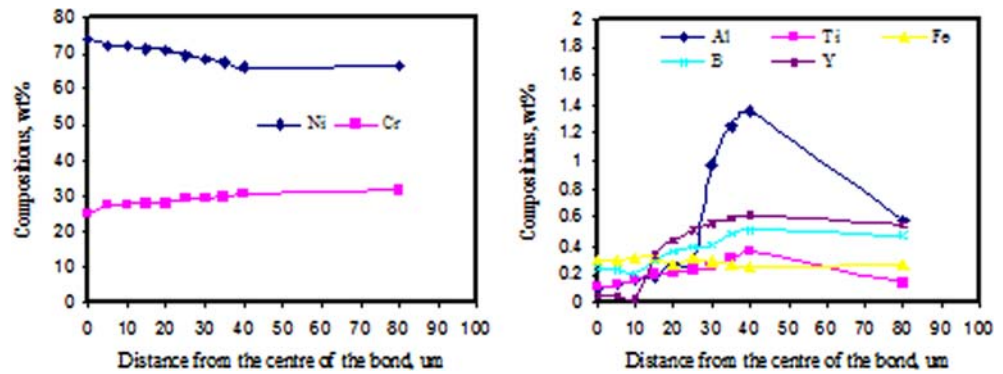 80
70
60
50
40
30
20
10
0
Compositions, wt%
Ni Cr
0 10 20 30 40 50 60 70 80 90 100
Distance from the centre of the bond, um
2
1.8
1.6
1.4
1.2
1
0.8
0.6
0.4
0.2
0
Compositions, wt%
Al Ti Fe
B Y
0 10 20 30 40 50 60 70 80 90 100
Distance from the centre of the bond, um